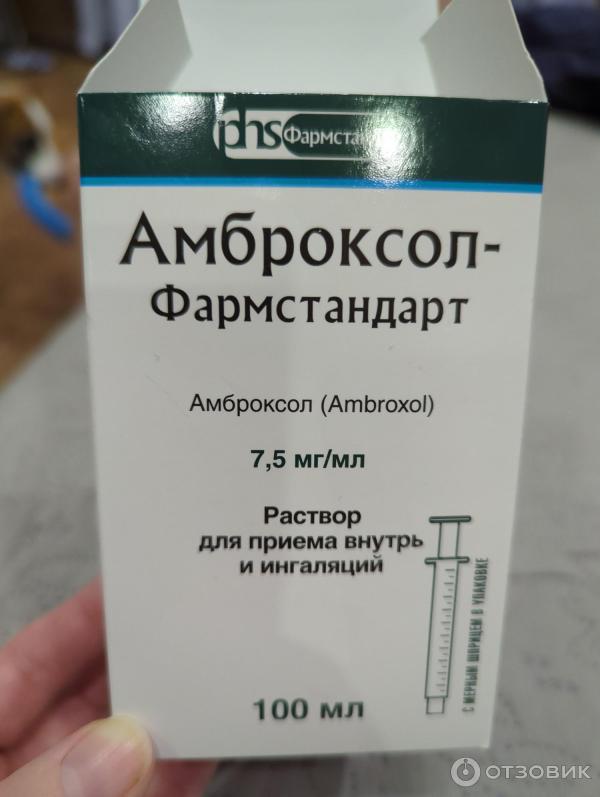 phs Фармстандарт
Амброксол-
Фармстандарт
Амброксол (Ambroxol)
7,5 мг/мл
Раствор
для приема внутрь
и ингаляций
С МЕРНЫМ ШПРИЦЕМ В УПАКОВКЕ
100 мл
ОТЗОВИК